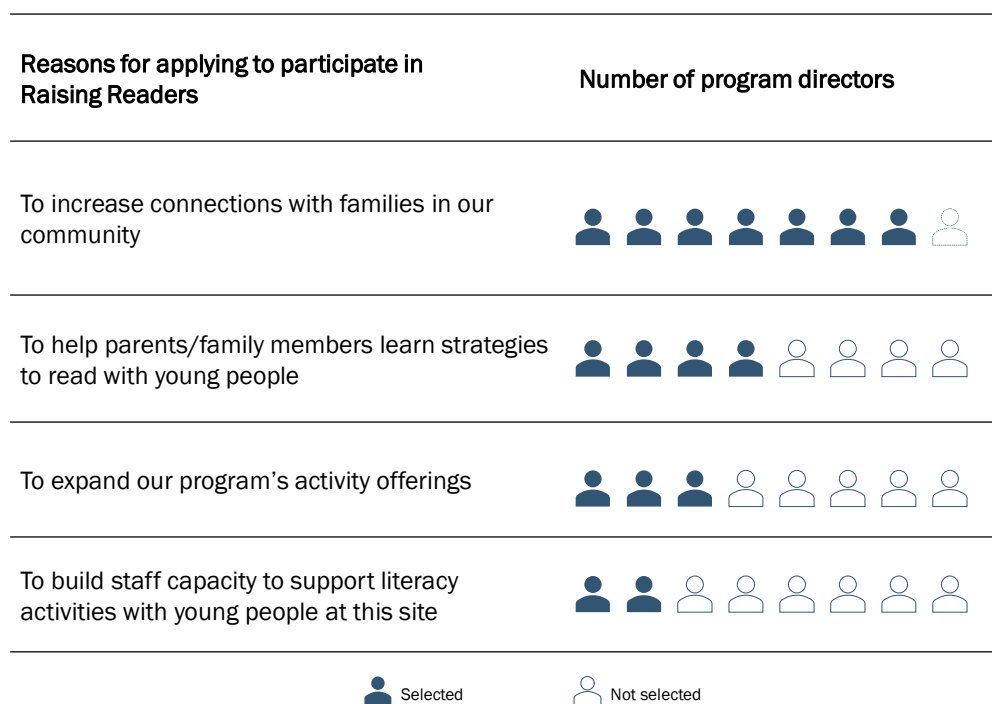 Reasons for applying to participate in
Raising Readers
Number of program directors
To increase connections with families in our
community
To help parents/family members learn strategies
to read with young people
To expand our program’s activity offerings
To build staff capacity to support literacy
activities with young people at this site
Selected
Not selected